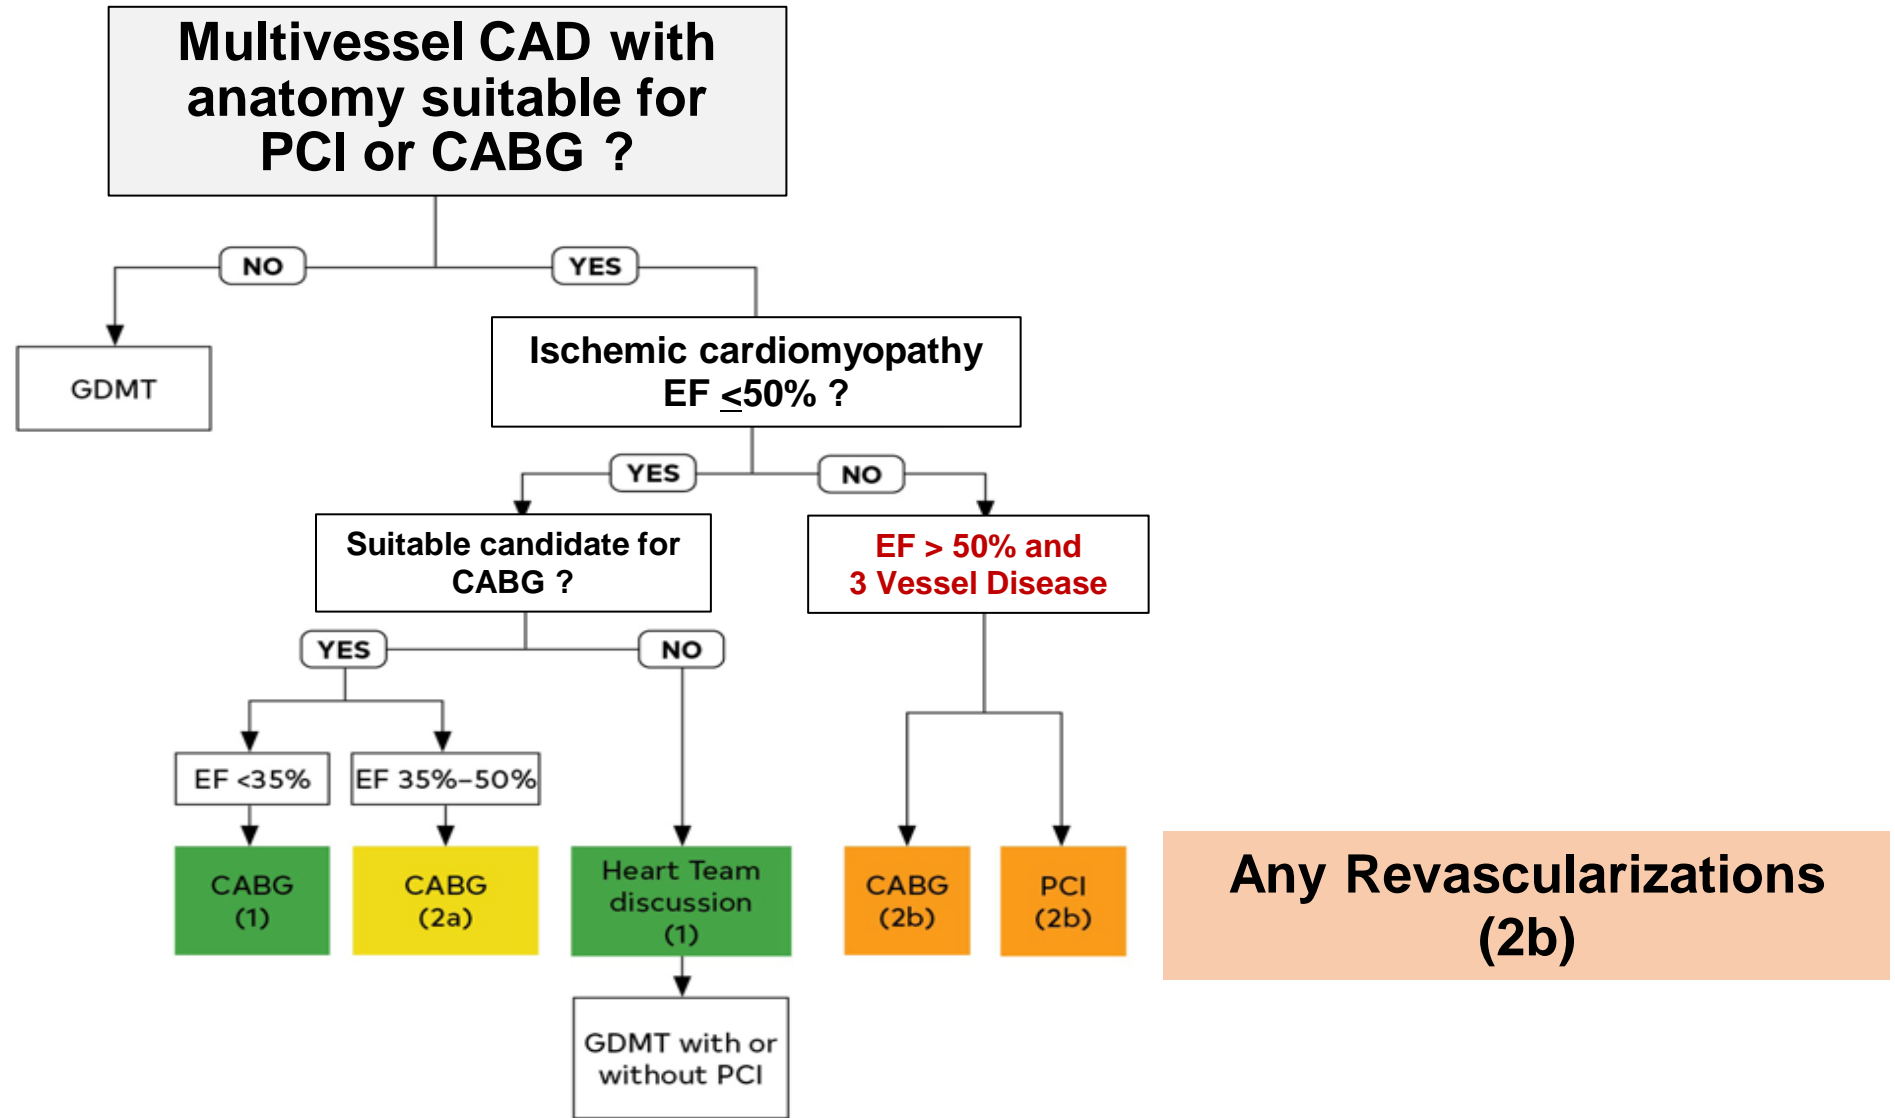 Multivessel CAD with
anatomy suitable for
PCI or CABG ?
NO
YES
GDMT
Ischemic cardiomyopathy
EF <50% ?
YES
NO
Suitable candidate for
CABG ?
EF > 50% and
3 Vessel Disease
YES
NO
EF <35%
EF 35%–50%
CABG
(1)
CABG
(2a)
Heart Team
discussion
(1)
CABG
(2b)
PCI
(2b)
Any Revascularizations
(2b)
GDMT with or
without PCI